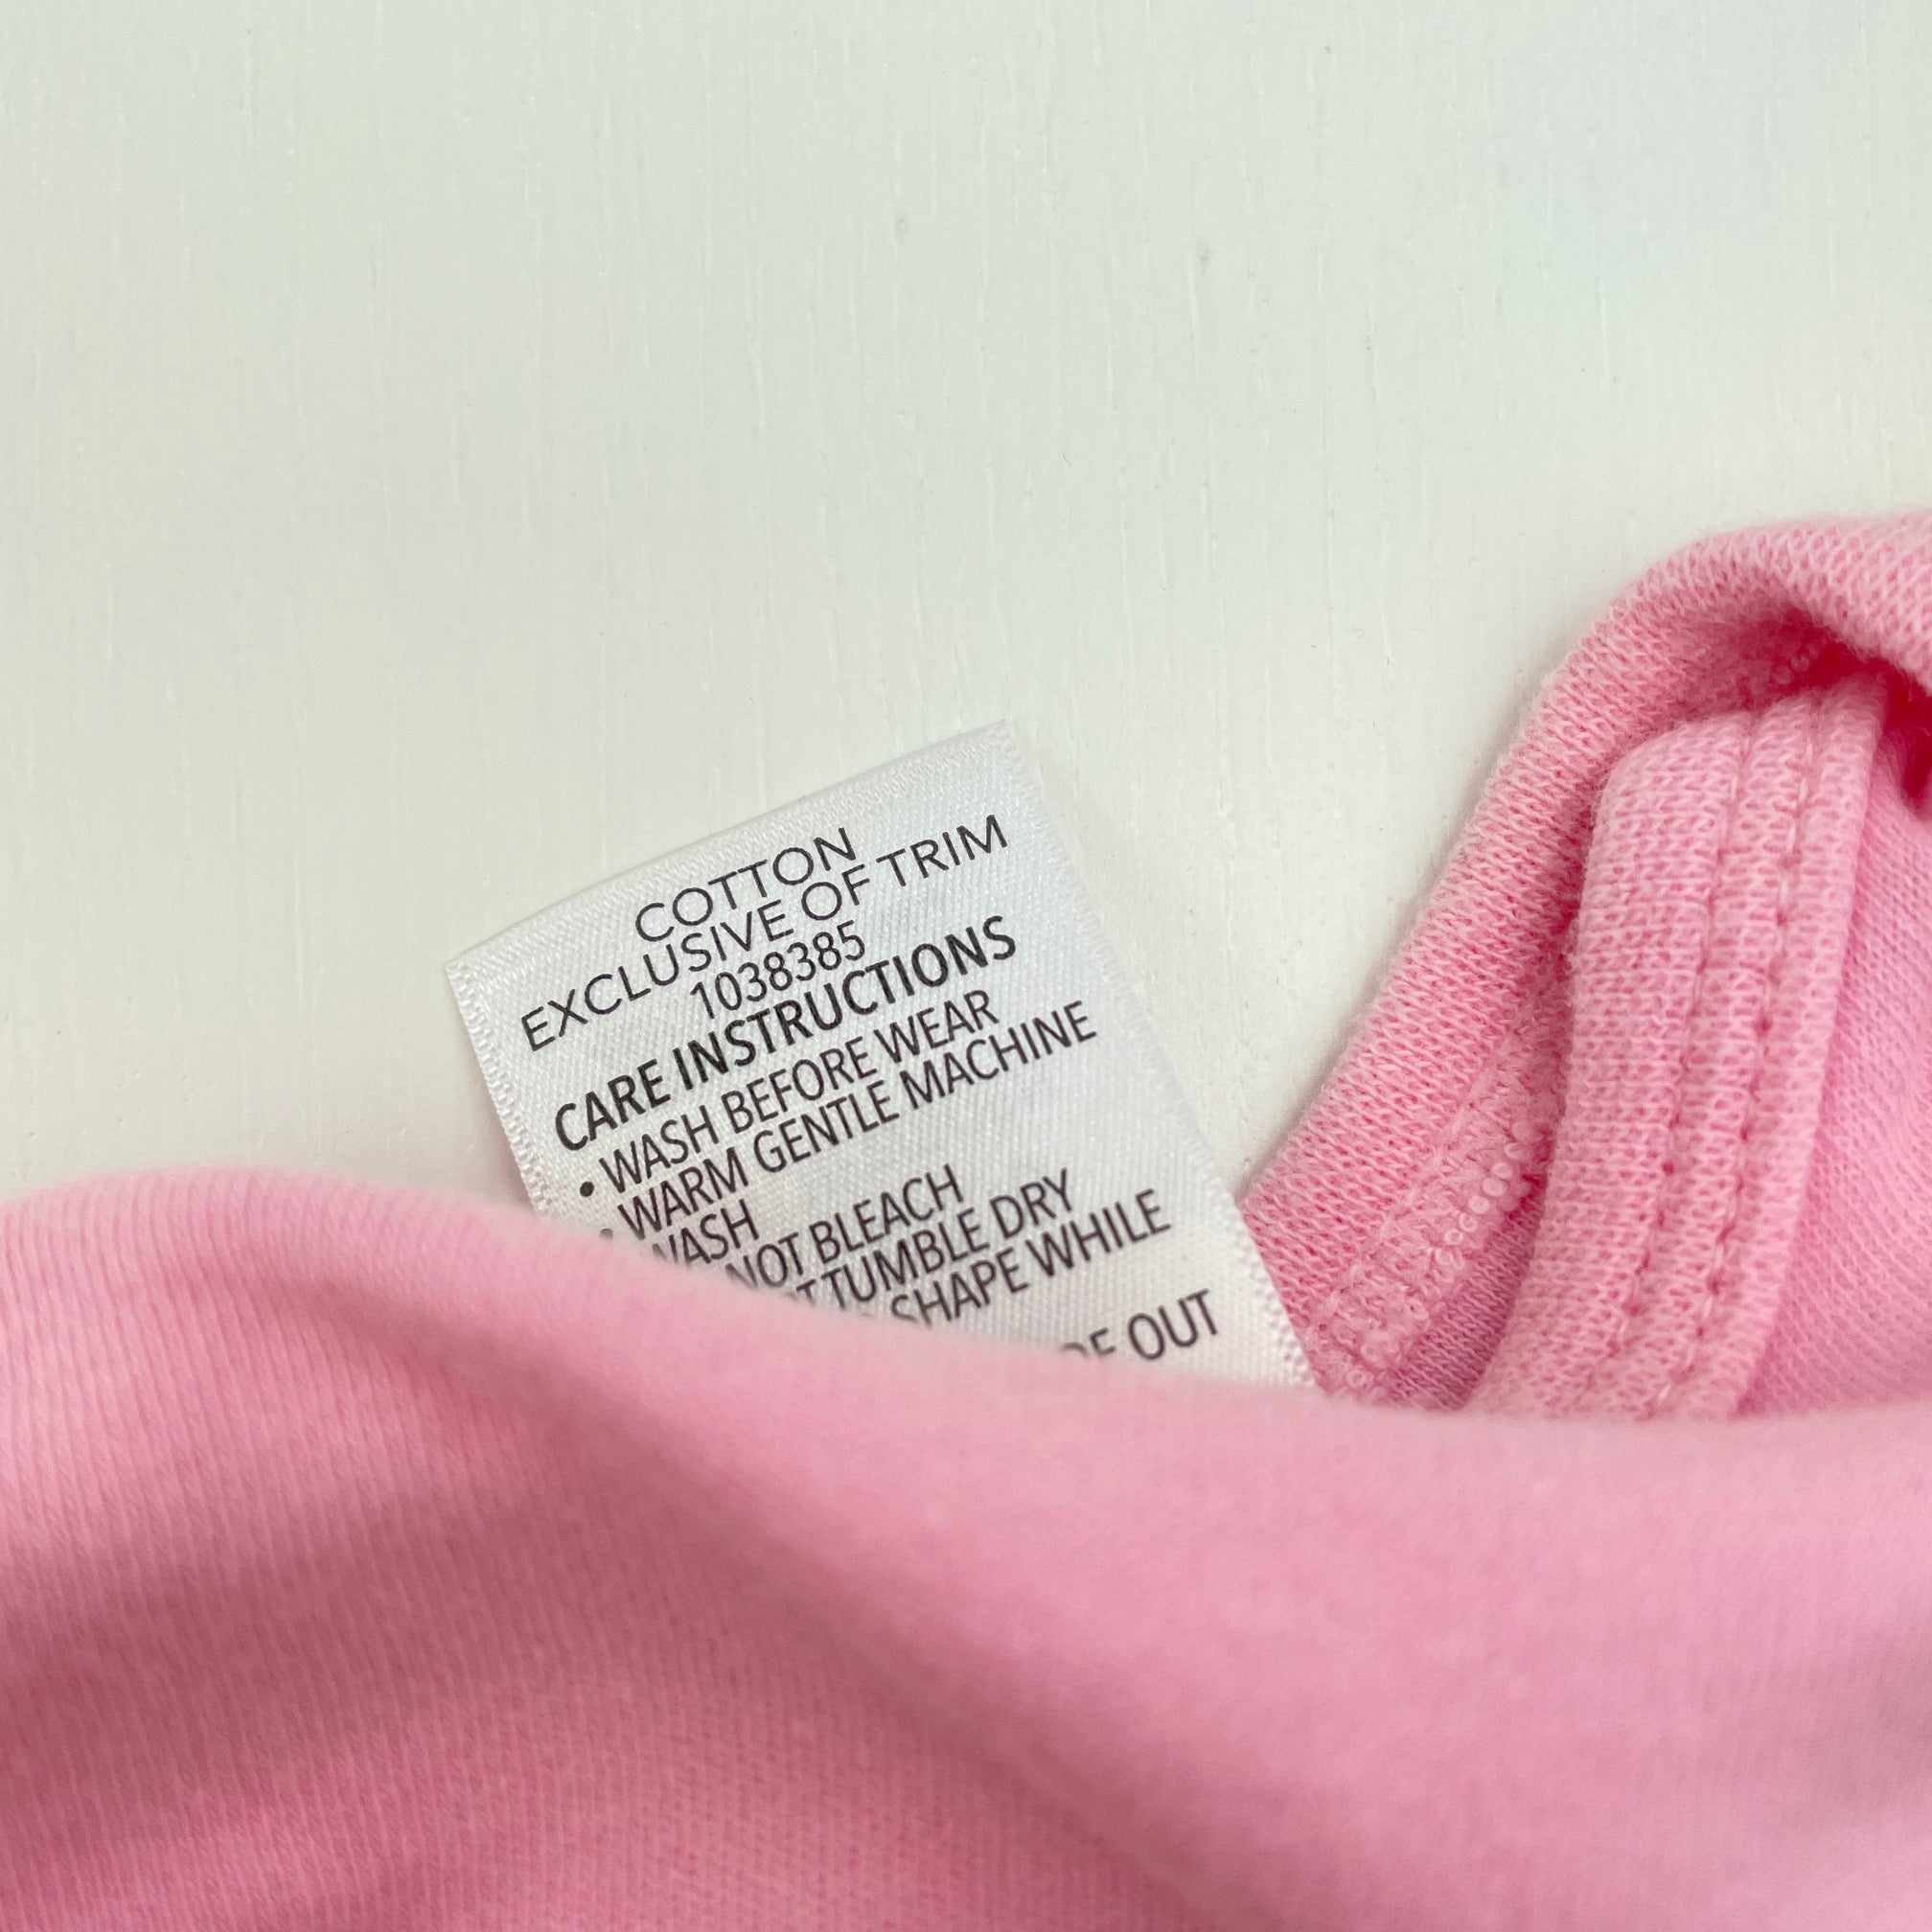 COTTON
EXCLUSIVE OF TRIM
1038385
CARE INSTRUCTIONS
• WASH BEFORE WEAR
• WARM GENTLE MACHINE
WASH
NOT BLEACH
TUMBLE DRY
SHAPE WHILE
OUT